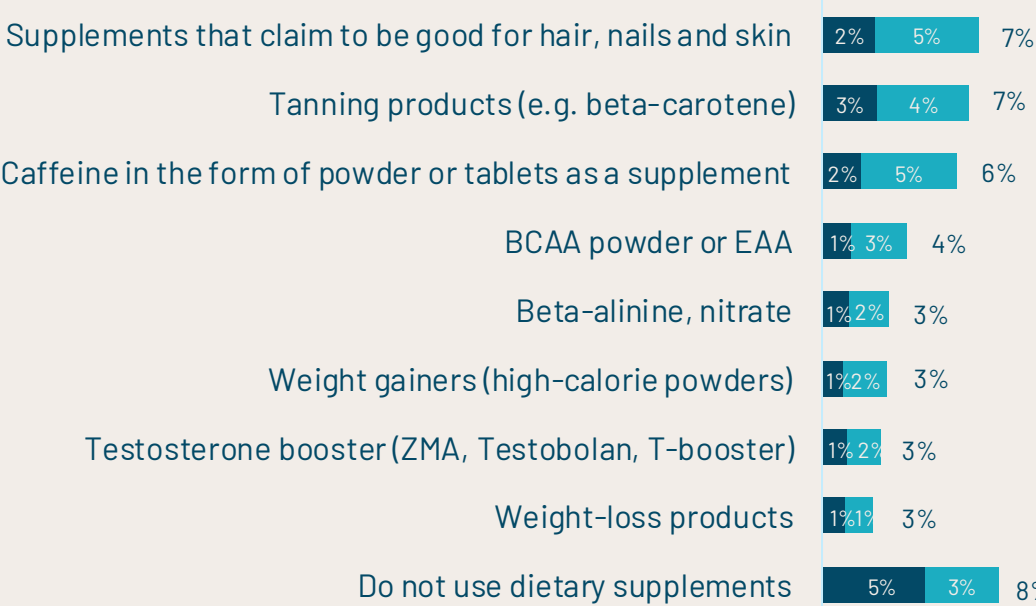 Supplements that claim to be good for hair, nails and skin 2% 5% 7%
Tanning products (e.g. beta-carotene) 3% 4% 7%
Caffeine in the form of powder or tablets as a supplement 2% 5% 6%
BCAA powder or EAA 1% 3% 4%
Beta-alinine, nitrate 1% 2% 3%
Weight gainers (high-calorie powders) 1% 2% 3%
Testosterone booster (ZMA, Testobolan, T-booster) 1% 2% 3%
Weight-loss products 1% 1% 3%
Do not use dietary supplements 5% 3% 8%